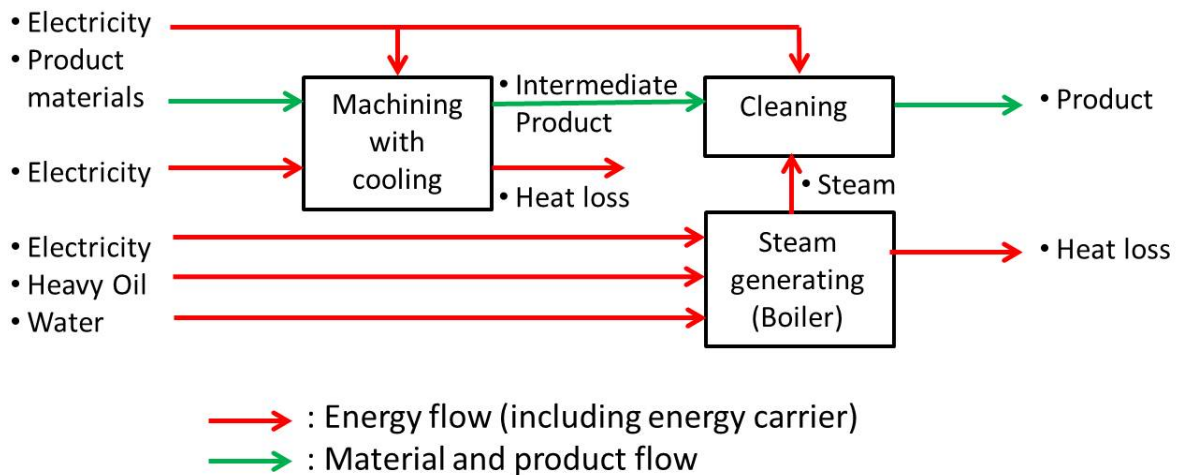 • Electricity
• Product
materials
Machining
with
cooling
• Intermediate
Product
Cleaning
• Product
• Electricity
• Heat loss
• Steam
• Electricity
• Heavy Oil
• Water
Steam
generating
(Boiler)
• Heat loss
: Energy flow (including energy carrier)
: Material and product flow